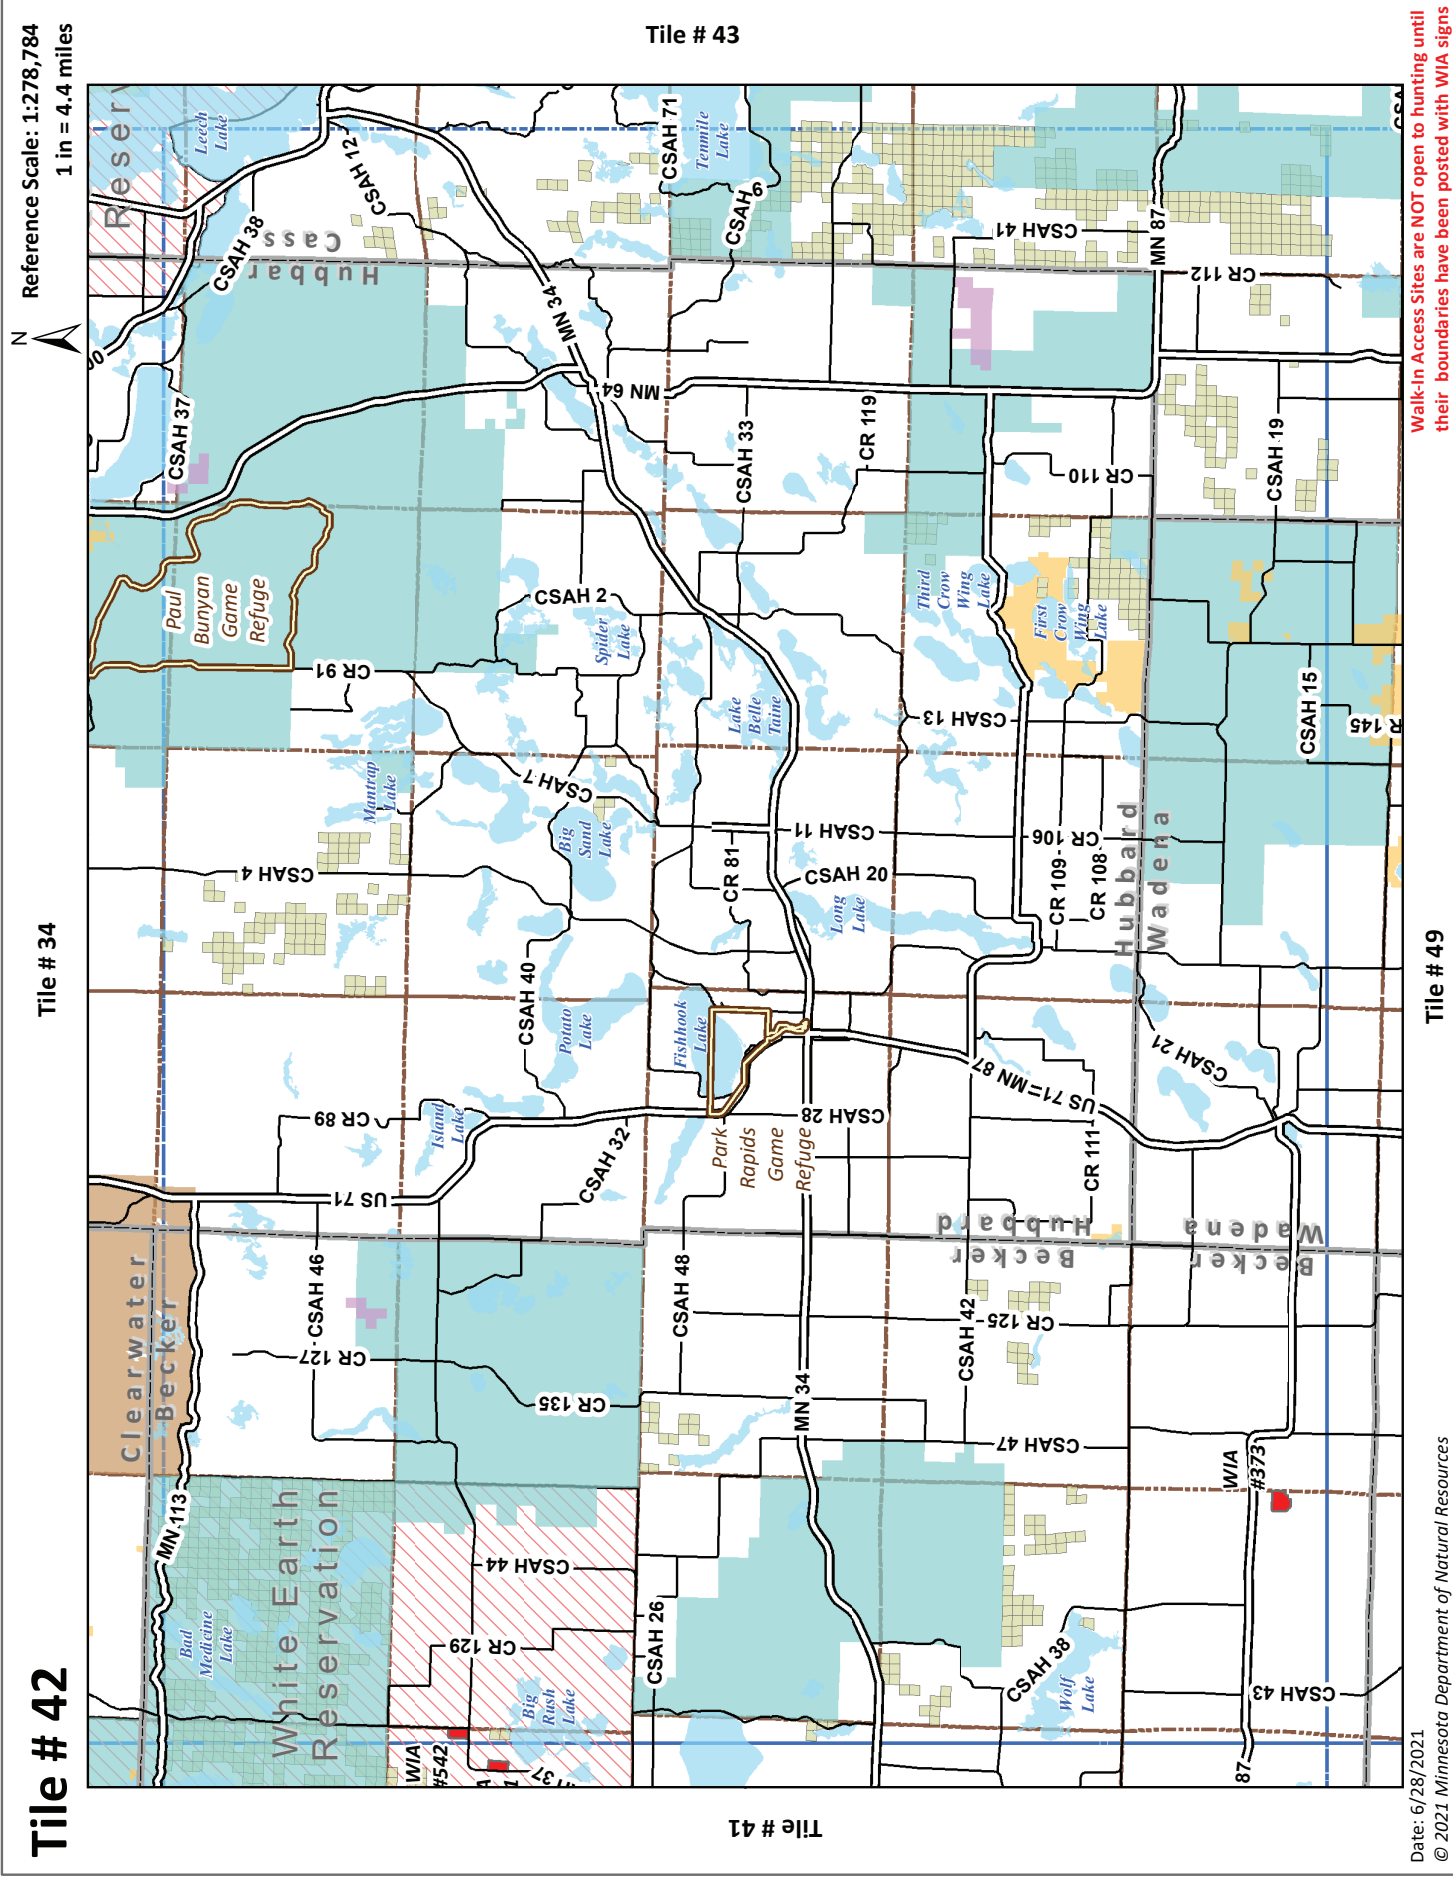 Tile # 42
Tile # 34
N
Reference Scale: 1:278,784
1 in = 4.4 miles
Tile # 41
Tile # 43
Tile # 49
Clearwater
Becker
MN 113
Bad
Medicine
Lake
White Earth
Reservation
CSAH 46
CR 127
CR 135
US 71
CR 89
Island
Lake
CSAH 4
Mantrap
Lake
CR 91
Paul
Bunyan
Game
Refuge
CSAH 37
CSAH 38
Cass
Hubbar
Reserv
Leech
Lake
CSAH 12
CSAH 44
CR 129
WIA
#542
Big
Rush
Lake
CSAH 26
CSAH 32
CSAH 40
Potato
Lake
Big
Sand
Lake
CSAH 7
CSAH 2
Spider
Lake
MN 34
MN 64
CSAH 71
Tenmile
Lake
CSAH 6
CSAH 48
Fishhook
Lake
Park
Rapids
Game
Refuge
CR 81
Lake
Belle
Taine
CSAH 33
CR 119
MN 34
CSAH 28
CSAH 20
CSAH 11
Long
Lake
CSAH 13
Third
Crow
Wing
Lake
CSAH 41
CSAH 42
CR 125
CSAH 47
Becker
Hubbard
US 71=MN 87
CR 111
CR 109
CR 108
CR 106
First
Crow
Wing
Lake
CR 110
MN 87
CR 112
CSAH 38
Wolf
Lake
Hubbard
Wadena
Becker
Wadena
CSAH 21
CSAH 15
CSAH 19
R 145
WIA
#373
CSAH 43
87
Date: 6/28/2021
© 2021 Minnesota Department of Natural Resources
Walk-In Access Sites are NOT open to hunting until
their boundaries have been posted with WIA signs